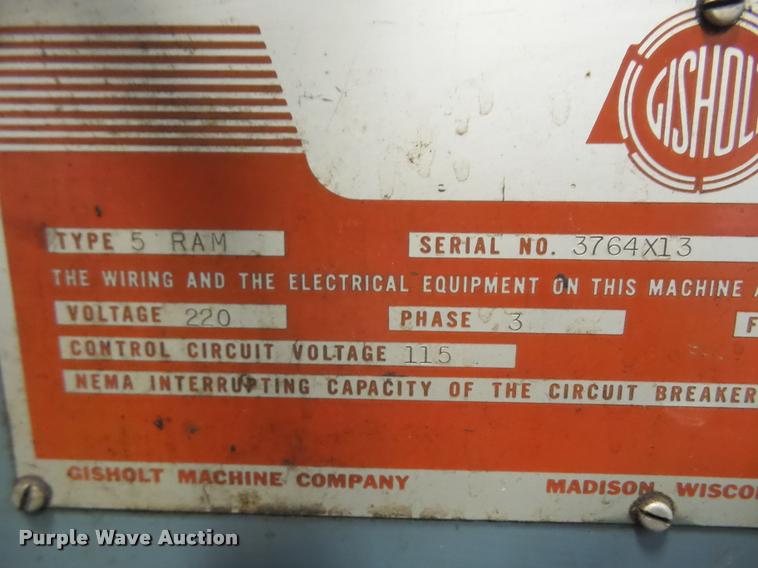 GISHOLT
TYPE 5 RAM SERIAL NO. 3764X13
THE WIRING AND THE ELECTRICAL EQUIPMENT ON THIS MACHINE A
VOLTAGE 220 PHASE 3 F
CONTROL CIRCUIT VOLTAGE 115
NEMA INTERRUPTING CAPACITY OF THE CIRCUIT BREAKER
GISHOLT MACHINE COMPANY MADISON, WISCO
Purple Wave Auction